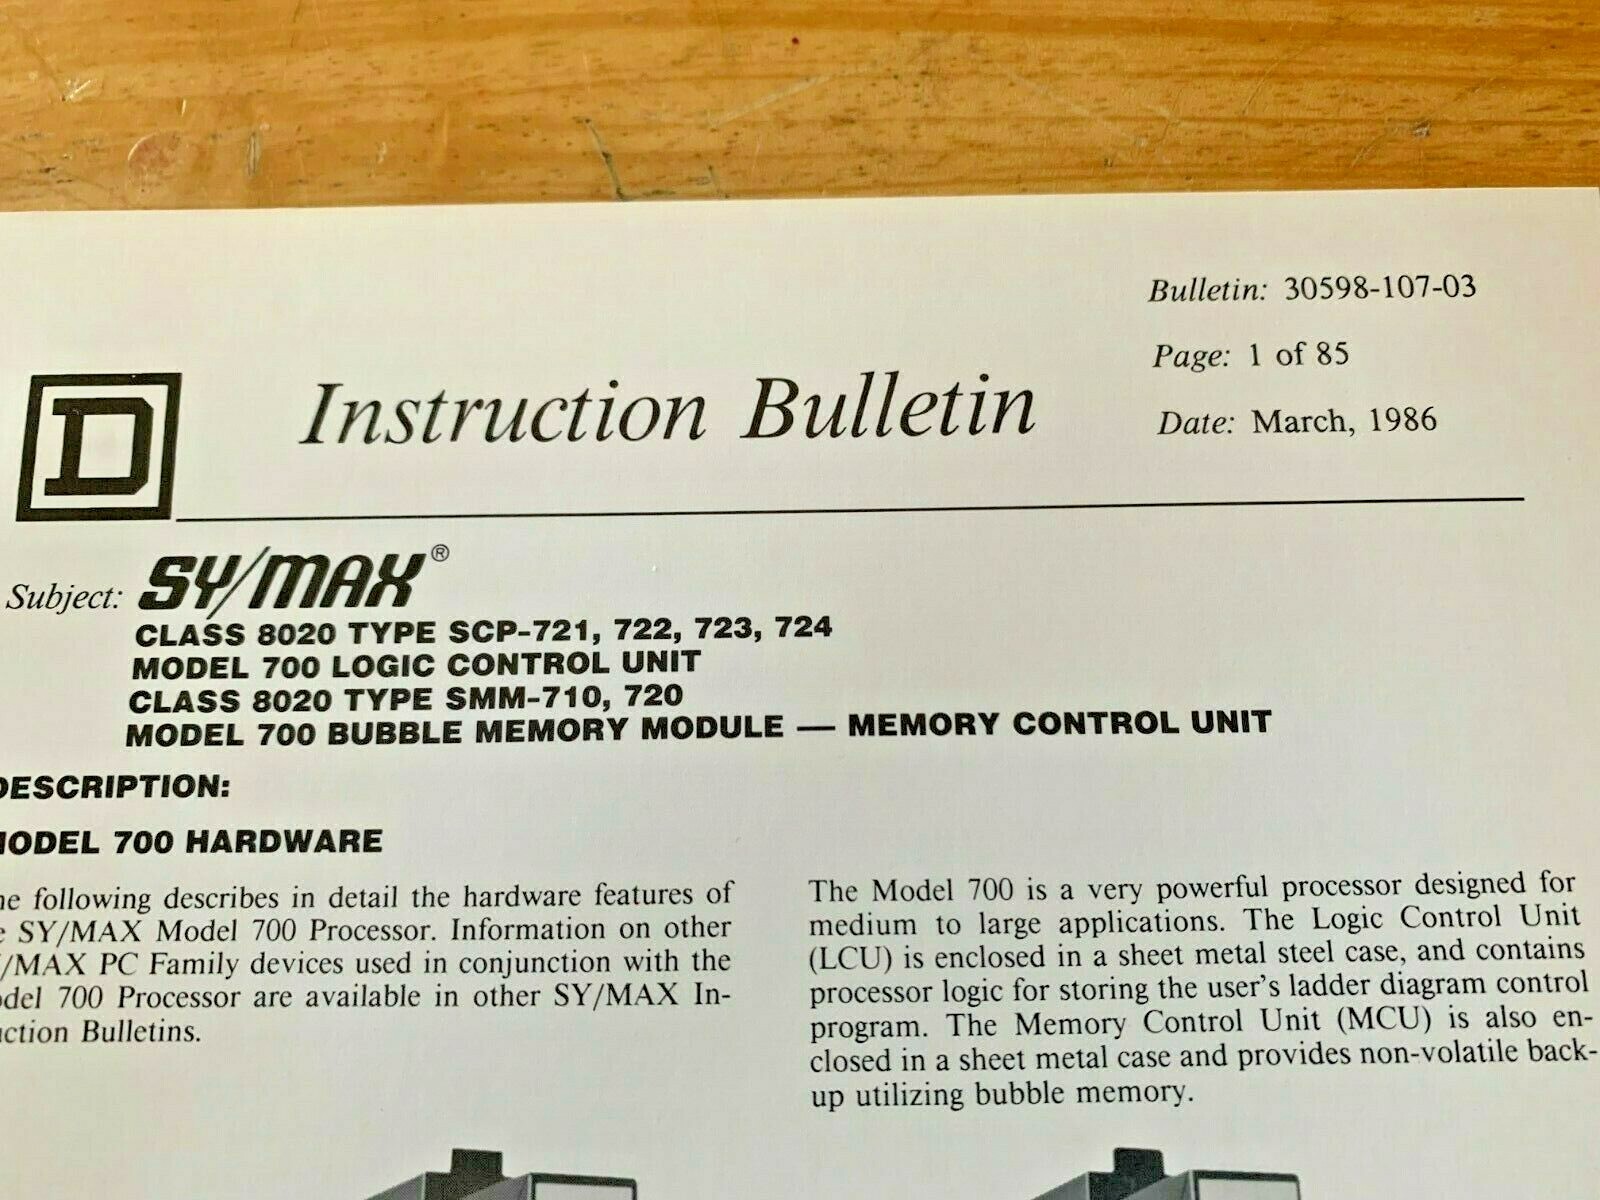 Bulletin: 30598-107-03
Page: 1 of 85
Date: March, 1986
D
Instruction Bulletin
Subject: SY/MAX®
CLASS 8020 TYPE SCP-721, 722, 723, 724
MODEL 700 LOGIC CONTROL UNIT
CLASS 8020 TYPE SMM-710, 720
MODEL 700 BUBBLE MEMORY MODULE — MEMORY CONTROL UNIT
DESCRIPTION:
MODEL 700 HARDWARE
he following describes in detail the hardware features of
e SY/MAX Model 700 Processor. Information on other
/MAX PC Family devices used in conjunction with the
odel 700 Processor are available in other SY/MAX In-
uction Bulletins.
The Model 700 is a very powerful processor designed for
medium to large applications. The Logic Control Unit
(LCU) is enclosed in a sheet metal steel case, and contains
processor logic for storing the user's ladder diagram control
program. The Memory Control Unit (MCU) is also en-
closed in a sheet metal case and provides non-volatile back-
up utilizing bubble memory.